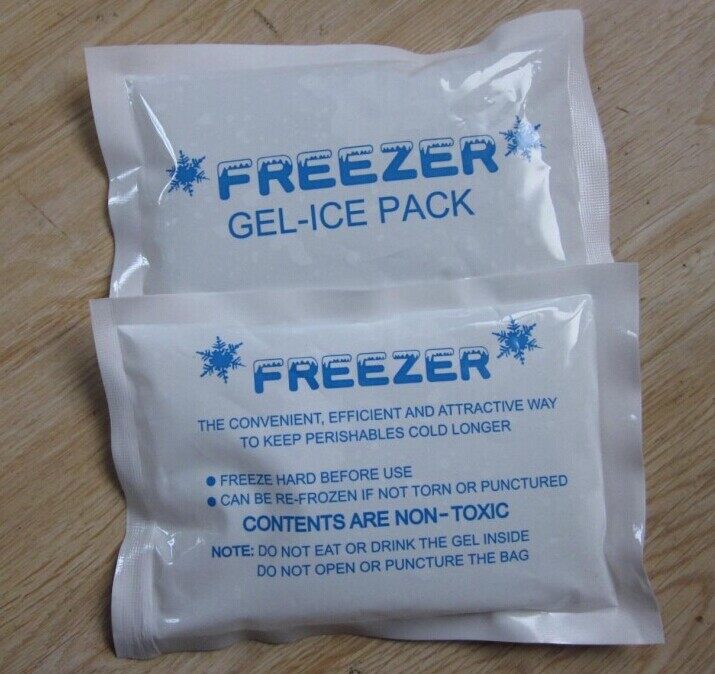 FREEZER
GEL-ICE PACK
FREEZER
THE CONVENIENT, EFFICIENT AND ATTRACTIVE WAY
TO KEEP PERISHABLES COLD LONGER
● FREEZE HARD BEFORE USE
● CAN BE RE-FROZEN IF NOT TORN OR PUNCTURED
CONTENTS ARE NON-TOXIC
NOTE: DO NOT EAT OR DRINK THE GEL INSIDE
DO NOT OPEN OR PUNCTURE THE BAG